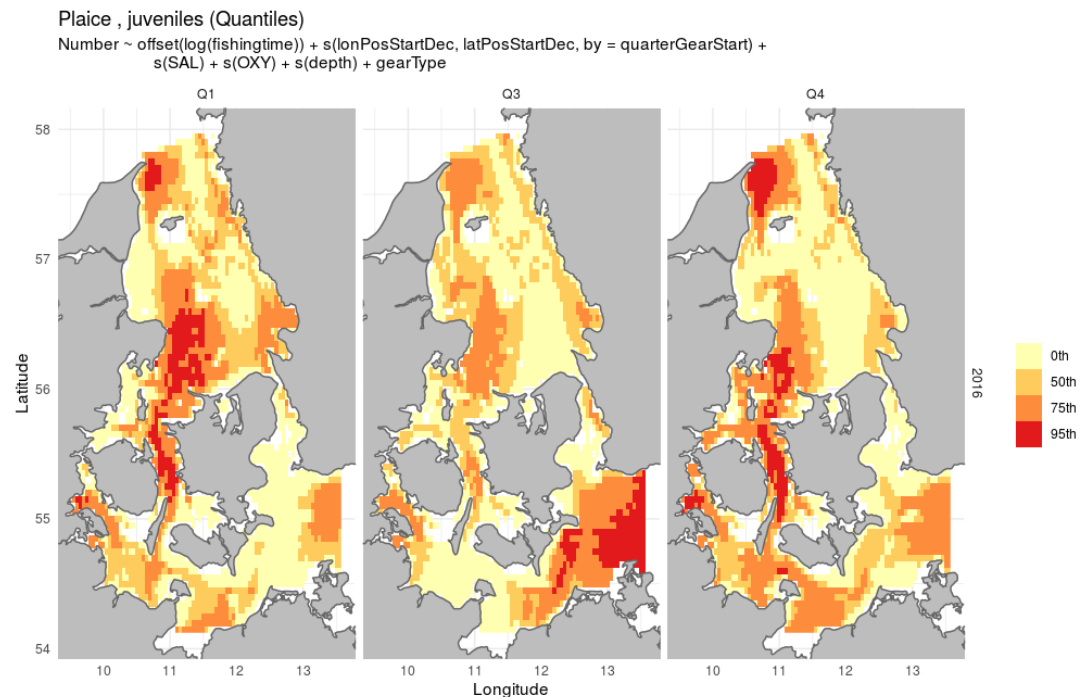 Plaice , juveniles (Quantiles)
Number ~ offset(log(fishingtime)) + s(lonPosStartDec, latPosStartDec, by = quarterGearStart) +
s(SAL) + s(OXY) + s(depth) + gearType
Q1 Q3 Q4
58
57
56
55
54
Latitude
10 11 12 13 10 11 12 13 10 11 12 13
Longitude
2016
0th
50th
75th
95th